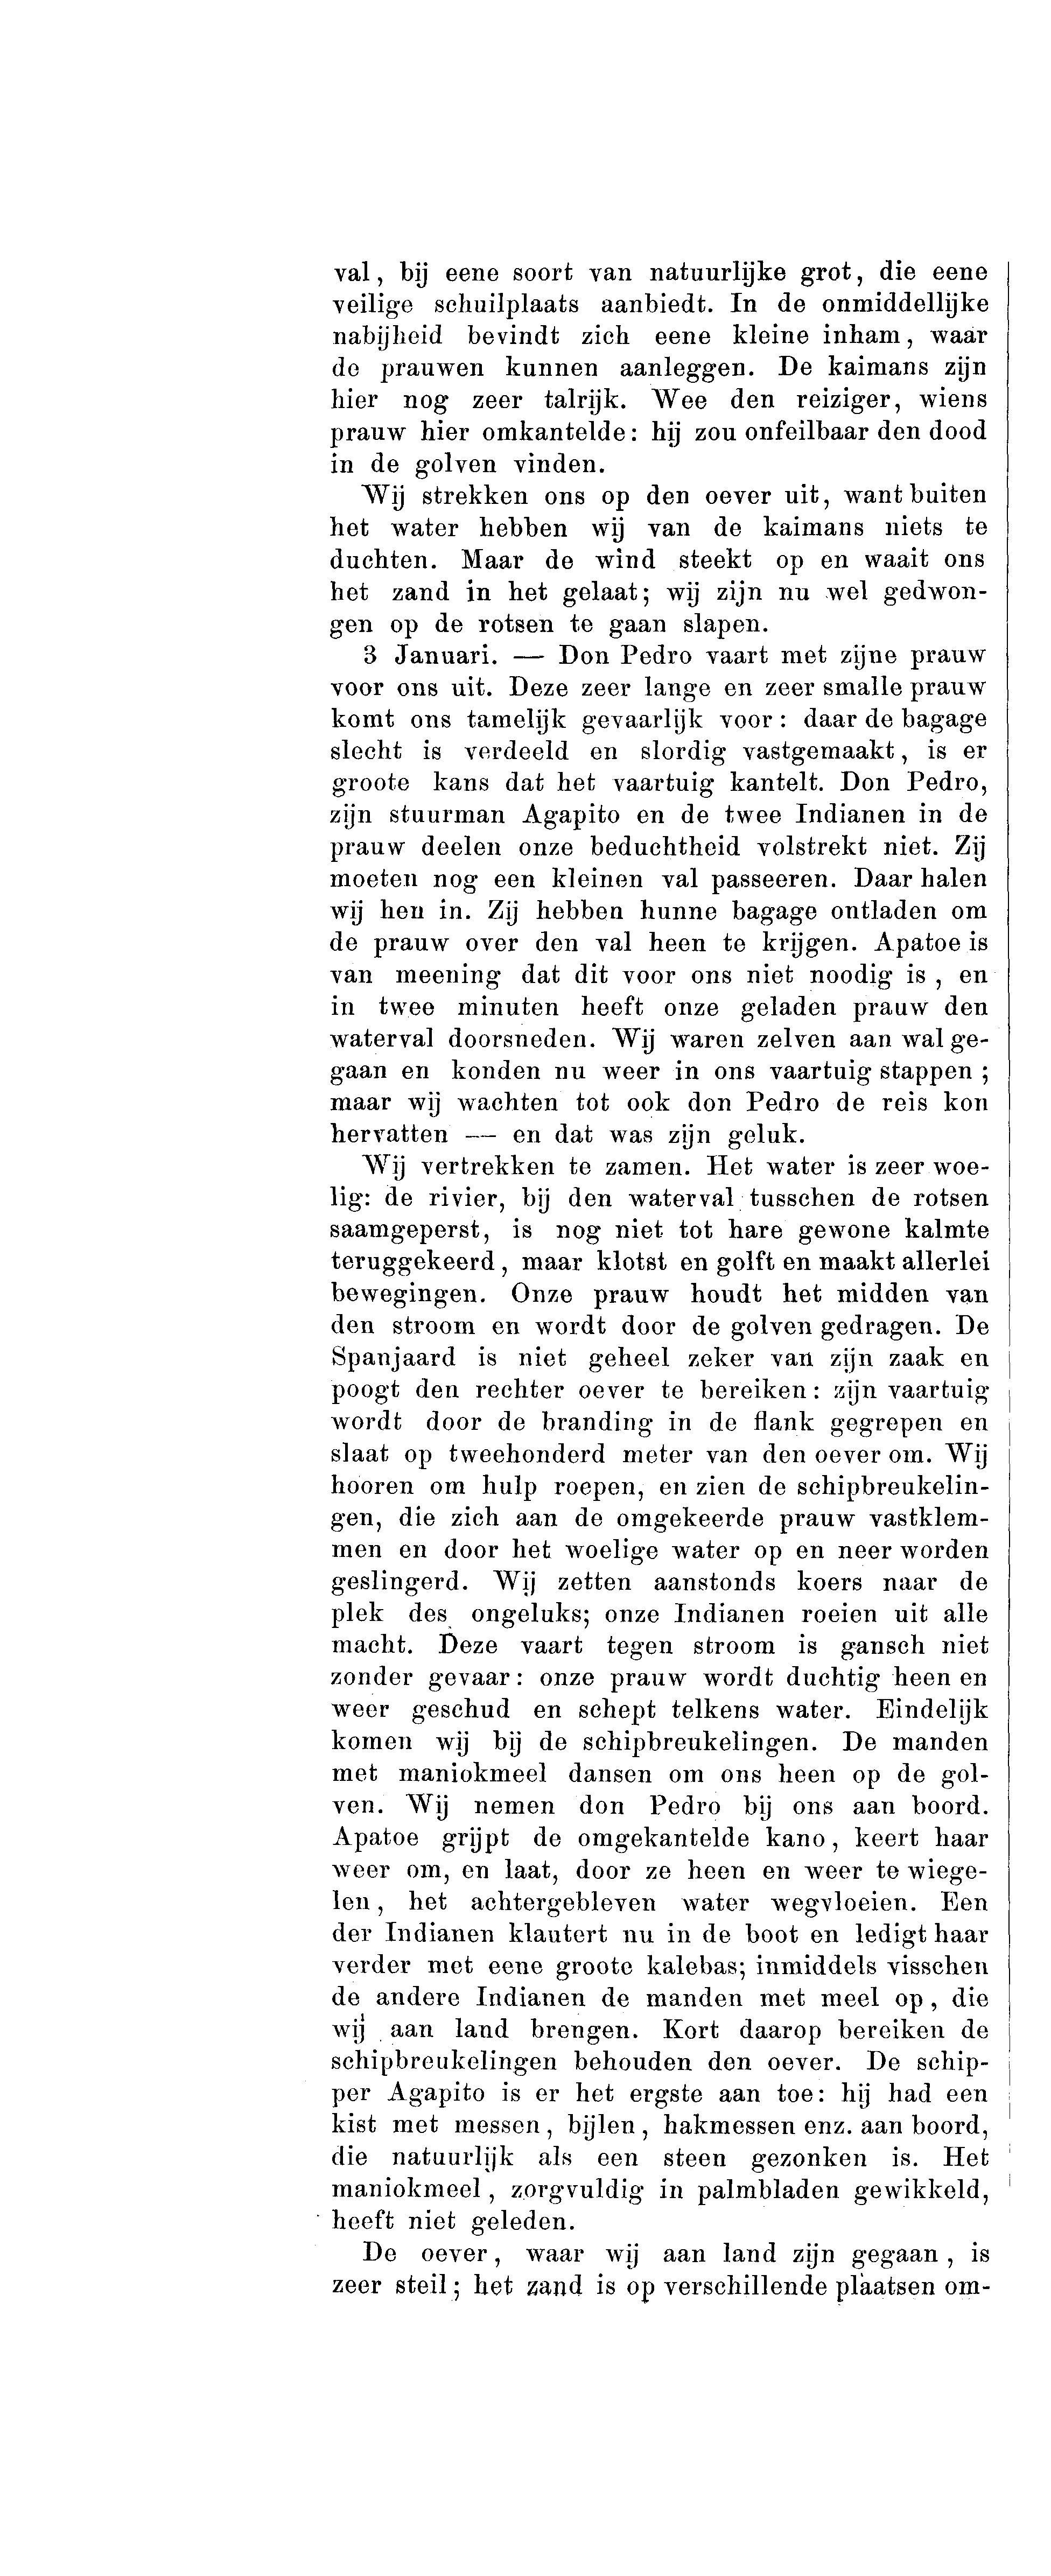 val, bij eene soort van natuurlijke grot, die eene
veilige schuilplaats aanbiedt. In de onmiddellijke
nabijheid bevindt zich eene kleine inham, waar
de prauwen kunnen aanleggen. De kaimans zijn
hier nog zeer talrijk. Wee den reiziger, wiens
prauw hier omkantelde: hij zou onfeilbaar den dood
in de golven vinden.
Wij strekken ons op den oever uit, want buiten
het water hebben wij van de kaimans niets te
duchten. Maar de wind steekt op en waait ons
het zand in het gelaat; wij zijn nu wel gedwon-
gen op de rotsen te gaan slapen.
3 Januari. — Don Pedro vaart met zijne prauw
voor ons uit. Deze zeer lange en zeer smalle prauw
komt ons tamelijk gevaarlijk voor: daar de bagage
slecht is verdeeld en slordig vastgemaakt, is er
groote kans dat het vaartuig kantelt. Don Pedro,
zijn stuurman Agapito en de twee Indianen in de
prauw deelen onze beduchtheid volstrekt niet. Zij
moeten nog een kleinen val passeeren. Daar halen
wij hen in. Zij hebben hunne bagage ontladen om
de prauw over den val heen te krijgen. Apatoe is
van meening dat dit voor ons niet noodig is, en
in twee minuten heeft onze geladen prauw den
waterval doorsneden. Wij waren zelven aan wal ge-
gaan en konden nu weer in ons vaartuig stappen;
maar wij wachten tot ook don Pedro de reis kon
hervatten — en dat was zijn geluk.
Wij vertrekken te zamen. Het water is zeer woe-
lig: de rivier, bij den waterval tusschen de rotsen
saamgeperst, is nog niet tot hare gewone kalmte
teruggekeerd, maar klotst en golft en maakt allerlei
bewegingen. Onze prauw houdt het midden van
den stroom en wordt door de golven gedragen. De
Spanjaard is niet geheel zeker van zijn zaak en
poogt den rechter oever te bereiken: zijn vaartuig
wordt door de branding in de flank gegrepen en
slaat op tweehonderd meter van den oever om. Wij
hooren om hulp roepen, en zien de schipbreukelin-
gen, die zich aan de omgekeerde prauw vastklem-
men en door het woelige water op en neer worden
geslingerd. Wij zetten aanstonds koers naar de
plek des ongeluks; onze Indianen roeien uit alle
macht. Deze vaart tegen stroom is gansch niet
zonder gevaar: onze prauw wordt duchtig heen en
weer geschud en schept telkens water. Eindelijk
komen wij bij de schipbreukelingen. De manden
met maniokmeel dansen om ons heen op de gol-
ven. Wij nemen don Pedro bij ons aan boord.
Apatoe grijpt de omgekantelde kano, keert haar
weer om, en laat, door ze heen en weer te wiege-
len, het achtergebleven water wegvloeien. Een
der Indianen klautert nu in de boot en ledigt haar
verder met eene groote kalebas; inmiddels visschen
de andere Indianen de manden met meel op, die
wij aan land brengen. Kort daarop bereiken de
schipbreukelingen behouden den oever. De schip-
per Agapito is er het ergste aan toe: hij had een
kist met messen, bijlen, hakmessen enz. aan boord,
die natuurlijk als een steen gezonken is. Het
maniokmeel, zorgvuldig in palmbladen gewikkeld,
heeft niet geleden.
De oever, waar wij aan land zijn gegaan, is
zeer steil; het zand is op verschillende plaatsen om-